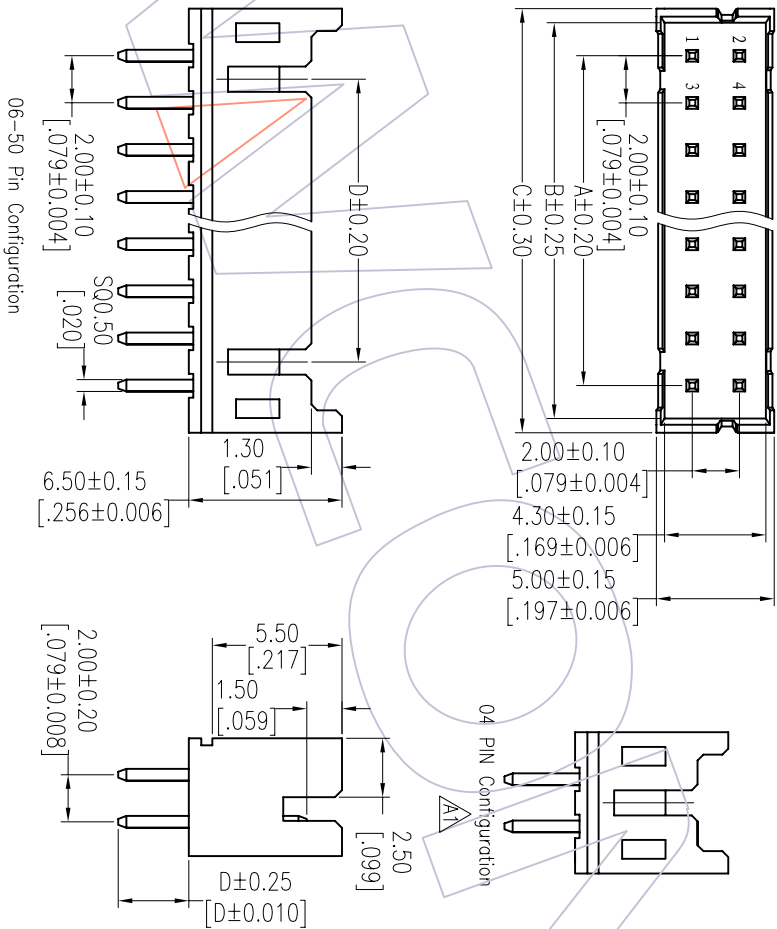 1
2
3
4
2.00±0.10
[.079±0.004]
A±0.20
B±0.25
C±0.30
2.00±0.10
[.079±0.004]
4.30±0.15
[.169±0.006]
5.00±0.15
[.197±0.006]
D±0.20
2.00±0.10
[.079±0.004]
SQ0.50
[.020]
1.30
[.051]
6.50±0.15
[.256±0.006]
06-50 Pin Configuration
04 PIN Configuration
A1
5.50
[.217]
1.50
[.059]
2.00±0.20
[.079±0.008]
2.50
[.099]
D±0.25
[D±0.010]